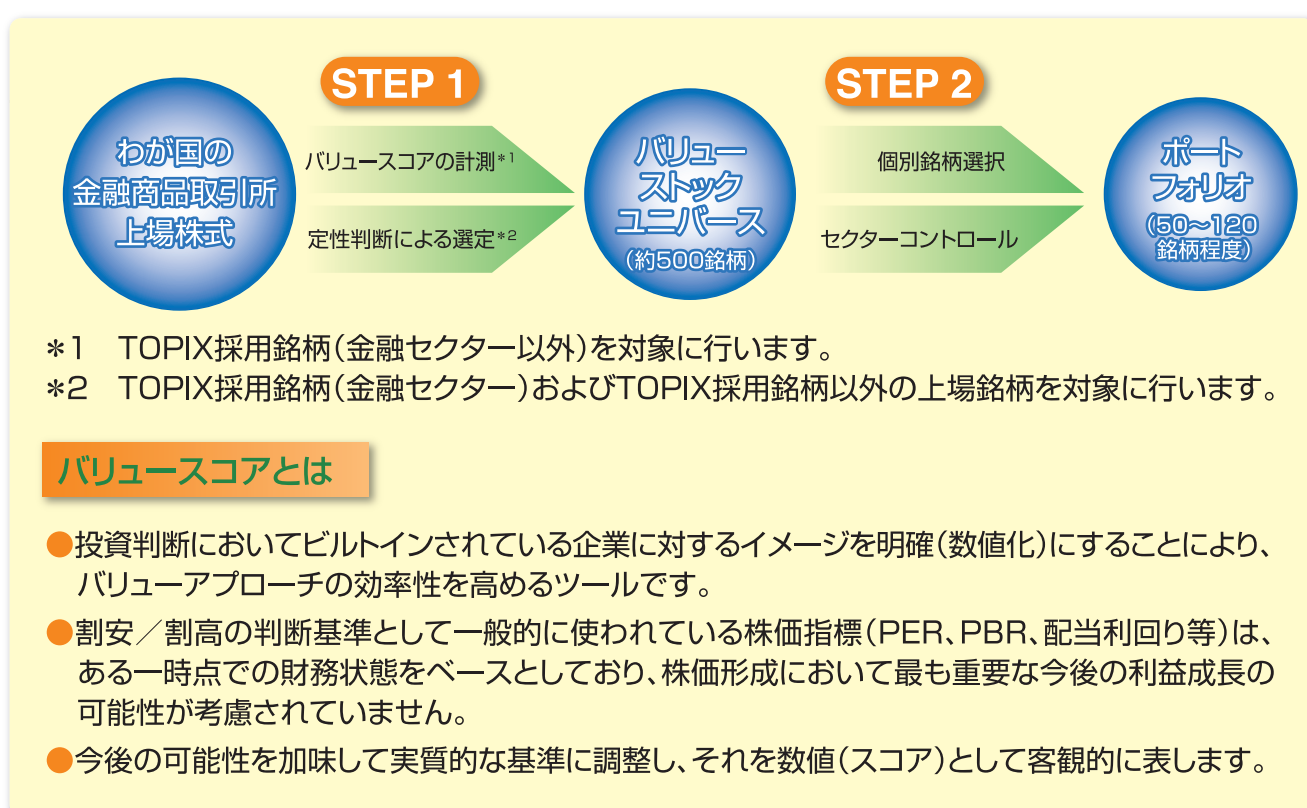 STEP 1
STEP 2
わが国の
金融商品取引所
上場株式
バリュースコアの計測*1
定性判断による選定*2
バリュー
ストック
ユニバース
(約500銘柄)
個別銘柄選択
セクターコントロール
ポート
フォリオ
(50〜120
銘柄程度)
*1 TOPIX採用銘柄(金融セクター以外)を対象に行います。
*2 TOPIX採用銘柄(金融セクター)およびTOPIX採用銘柄以外の上場銘柄を対象に行います。
バリュースコアとは
●投資判断においてビルトインされている企業に対するイメージを明確(数値化)にすることにより、
バリューアプローチの効率性を高めるツールです。
●割安/割高の判断基準として一般的に使われている株価指標(PER、PBR、配当利回り等)は、
ある一時点での財務状態をベースとしており、株価形成において最も重要な今後の利益成長の
可能性が考慮されていません。
●今後の可能性を加味して実質的な基準に調整し、それを数値(スコア)として客観的に表します。